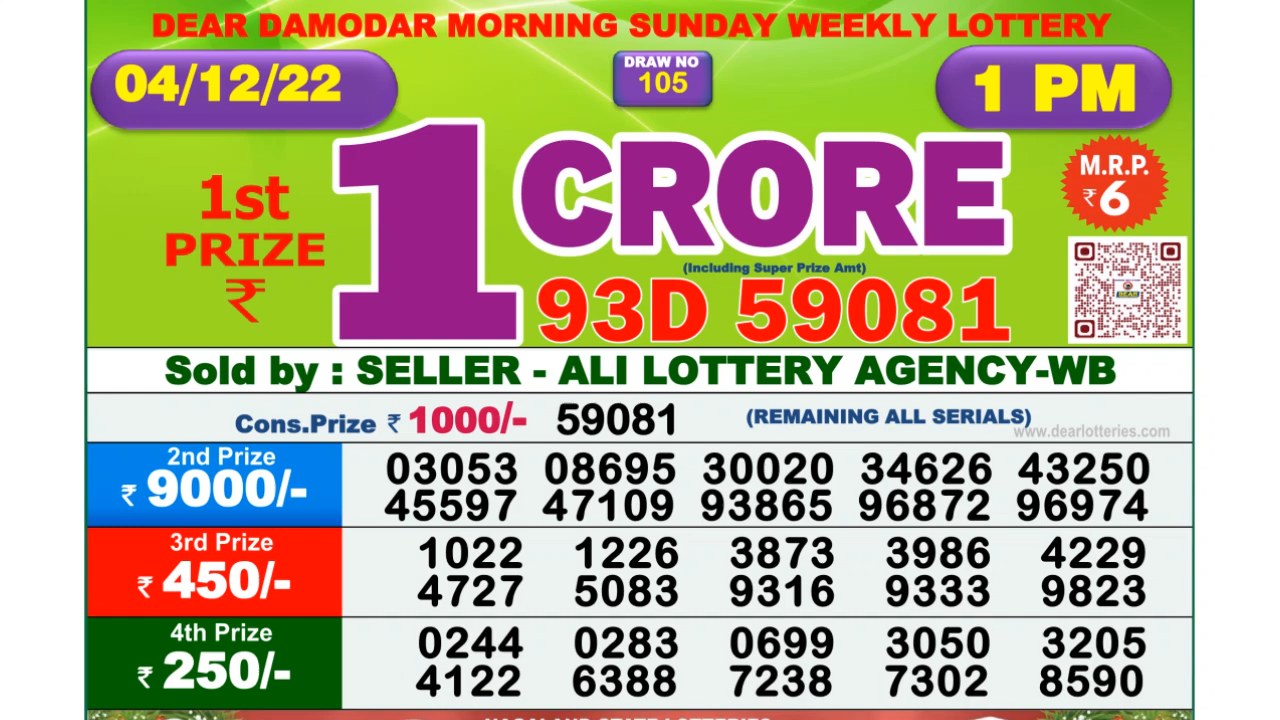 DEAR DAMODAR MORNING SUNDAY WEEKLY LOTTERY
04/12/22
DRAW NO
105
1 PM
1st
PRIZE
₹
1 CRORE
(Including Super Prize Amt)
93D 59081
M.R.P.
₹6
DEAR
Sold by : SELLER - ALI LOTTERY AGENCY-WB
Cons.Prize ₹ 1000/- 59081 (REMAINING ALL SERIALS)
www.dearlotteries.com
2nd Prize
₹ 9000/-
03053 08695 30020 34626 43250
45597 47109 93865 96872 96974
3rd Prize
₹ 450/-
1022 1226 3873 3986 4229
4727 5083 9316 9333 9823
4th Prize
₹ 250/-
0244 0283 0699 3050 3205
4122 6388 7238 7302 8590